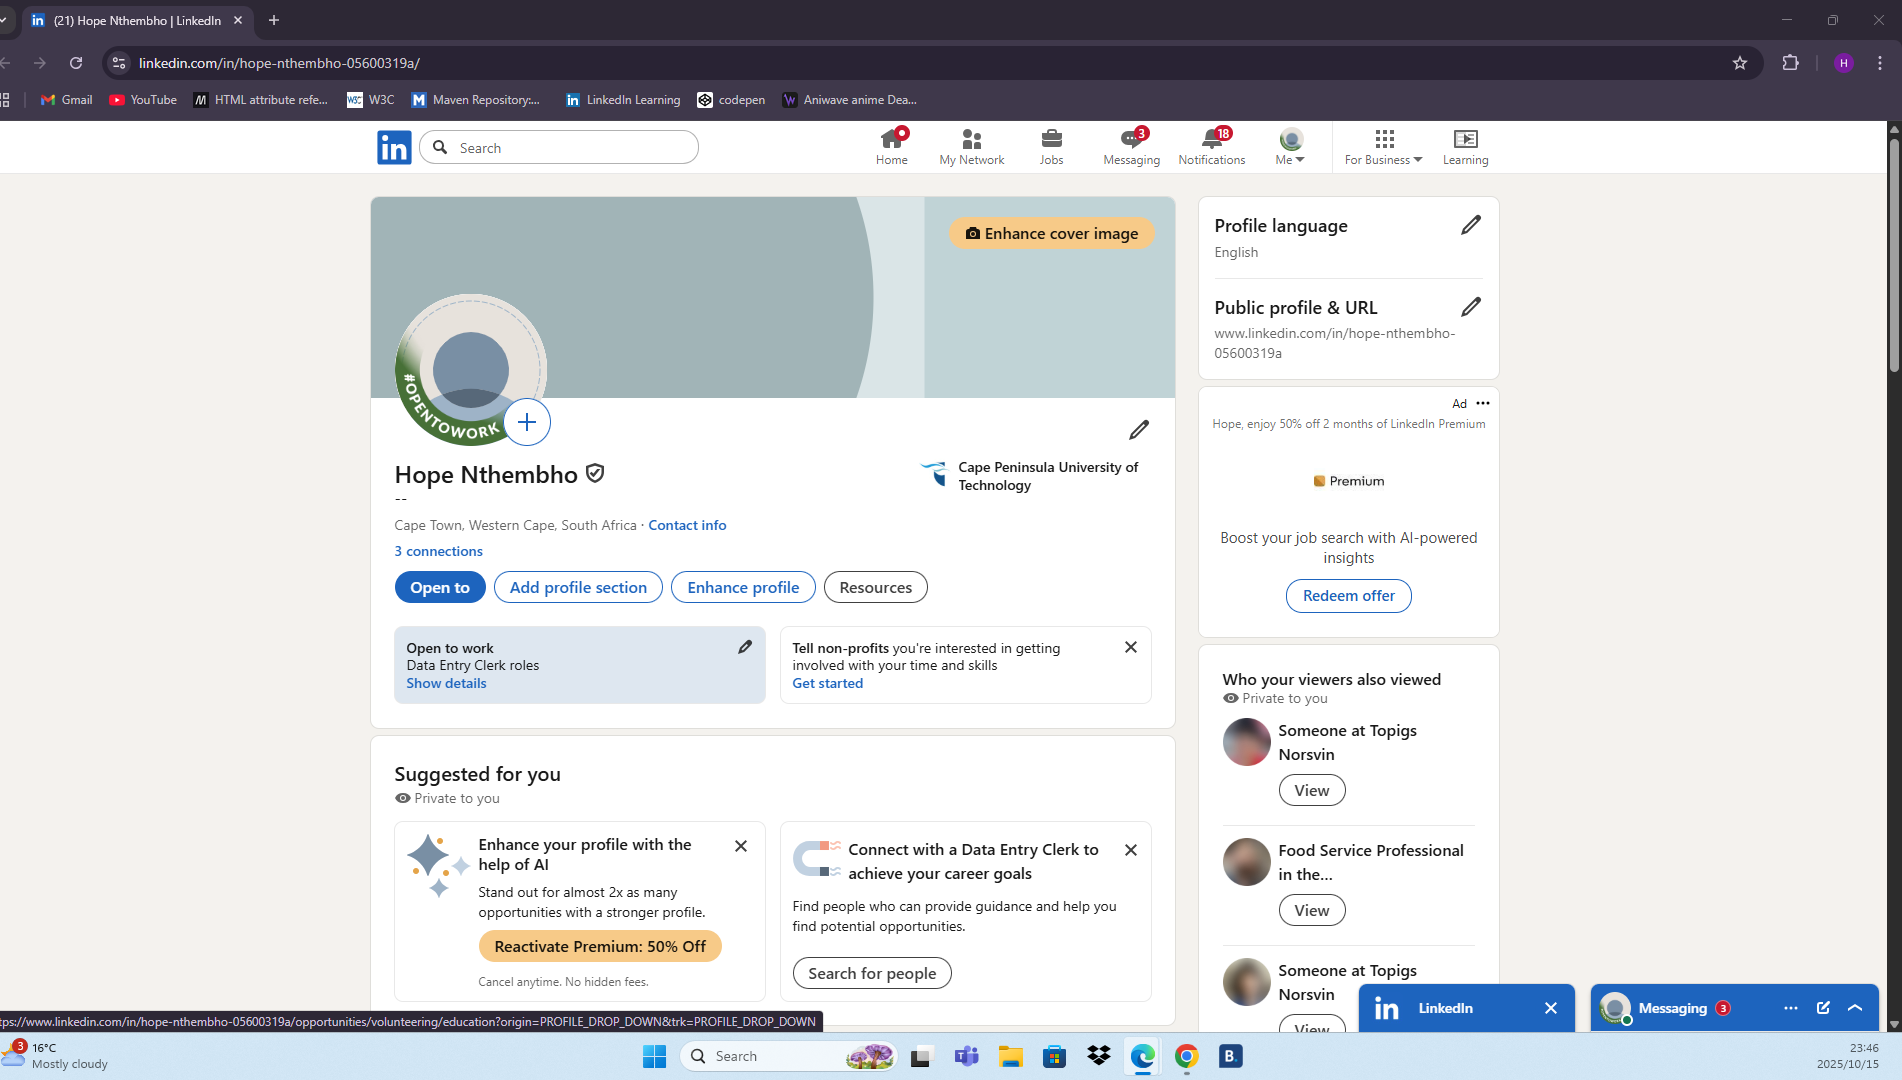 (21) Hope Nthembho | LinkedIn
linkedin.com/in/hope-nthembho-05600319a/
H
Gmail
YouTube
HTML attribute refe...
W3C
Maven Repository:...
LinkedIn Learning
codepen
Aniwave anime Dea...
in
Search
Home
My Network
Jobs
3
Messaging
18
Notifications
Me
For Business
Learning
Enhance cover image
#OPENTOWORK
Hope Nthembho
--
Cape Peninsula University of
Technology
Cape Town, Western Cape, South Africa · Contact info
3 connections
Open to
Add profile section
Enhance profile
Resources
Open to work
Data Entry Clerk roles
Show details
Tell non-profits you're interested in getting
involved with your time and skills
Get started
Suggested for you
Private to you
Enhance your profile with the
help of AI
Stand out for almost 2x as many
opportunities with a stronger profile.
Reactivate Premium: 50% Off
Cancel anytime. No hidden fees.
Connect with a Data Entry Clerk to
achieve your career goals
Find people who can provide guidance and help you
find potential opportunities.
Search for people
Profile language
English
Public profile & URL
www.linkedin.com/in/hope-nthembho-
05600319a
Ad
Hope, enjoy 50% off 2 months of LinkedIn Premium
Premium
Boost your job search with AI-powered
insights
Redeem offer
Who your viewers also viewed
Private to you
Someone at Topigs
Norsvin
View
Food Service Professional
in the...
View
Someone at Topigs
Norsvin
View
in
LinkedIn
Messaging
3
tps://www.linkedin.com/in/hope-nthembho-05600319a/opportunities/volunteering/education?origin=PROFILE_DROP_DOWN&trk=PROFILE_DROP_DOWN
3
16°C
Mostly cloudy
Search
B.
23:46
2025/10/15